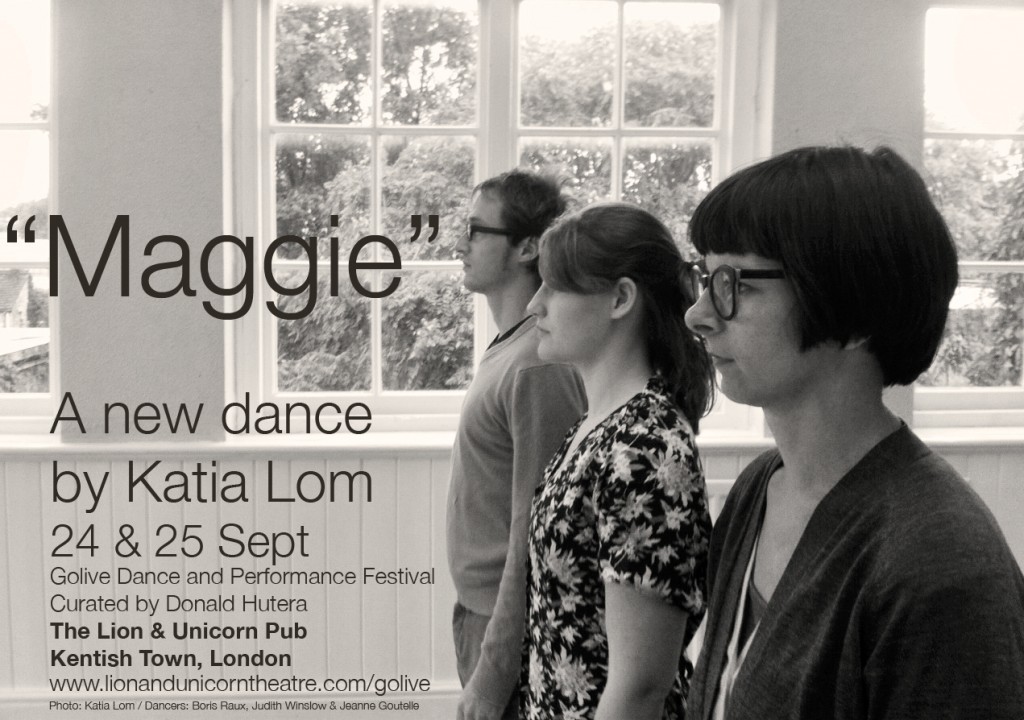 “Maggie”
A new dance
by Katia Lom
24 & 25 Sept
Golive Dance and Performance Festival
Curated by Donald Hutera
The Lion & Unicorn Pub
Kentish Town, London
www.lionandunicorntheatre.com/golive
Photo: Katia Lom / Dancers: Boris Raux, Judith Winslow & Jeanne Goutelle